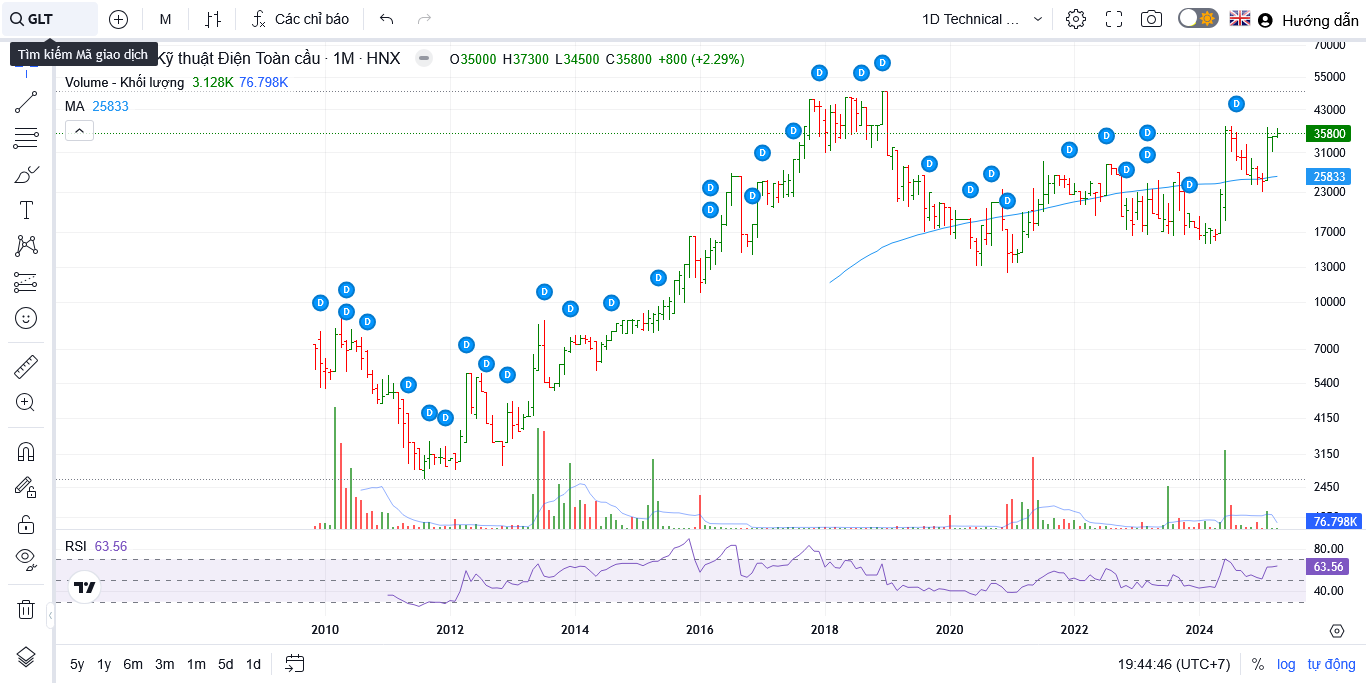 GLT
M
Các chỉ báo
1D Technical ...
Hướng dẫn
Tìm kiếm Mã giao dịch
Kỹ thuật Điện Toàn cầu · 1M · HNX
O35000 H37300 L34500 C35800 +800 (+2.29%)
Volume - Khối lượng 3.128K 76.798K
MA 25833
70000
55000
43000
35800
31000
25833
23000
17000
13000
10000
7000
5400
4150
3150
2450
76.798K
D D D D D D D D D D D D D D D D D D D D D D D D D D D D D D D D D D D D
RSI 63.56
80.00
63.56
40.00
2010 2012 2014 2016 2018 2020 2022 2024
5y 1y 6m 3m 1m 5d 1d
19:44:46 (UTC+7) % log tự động